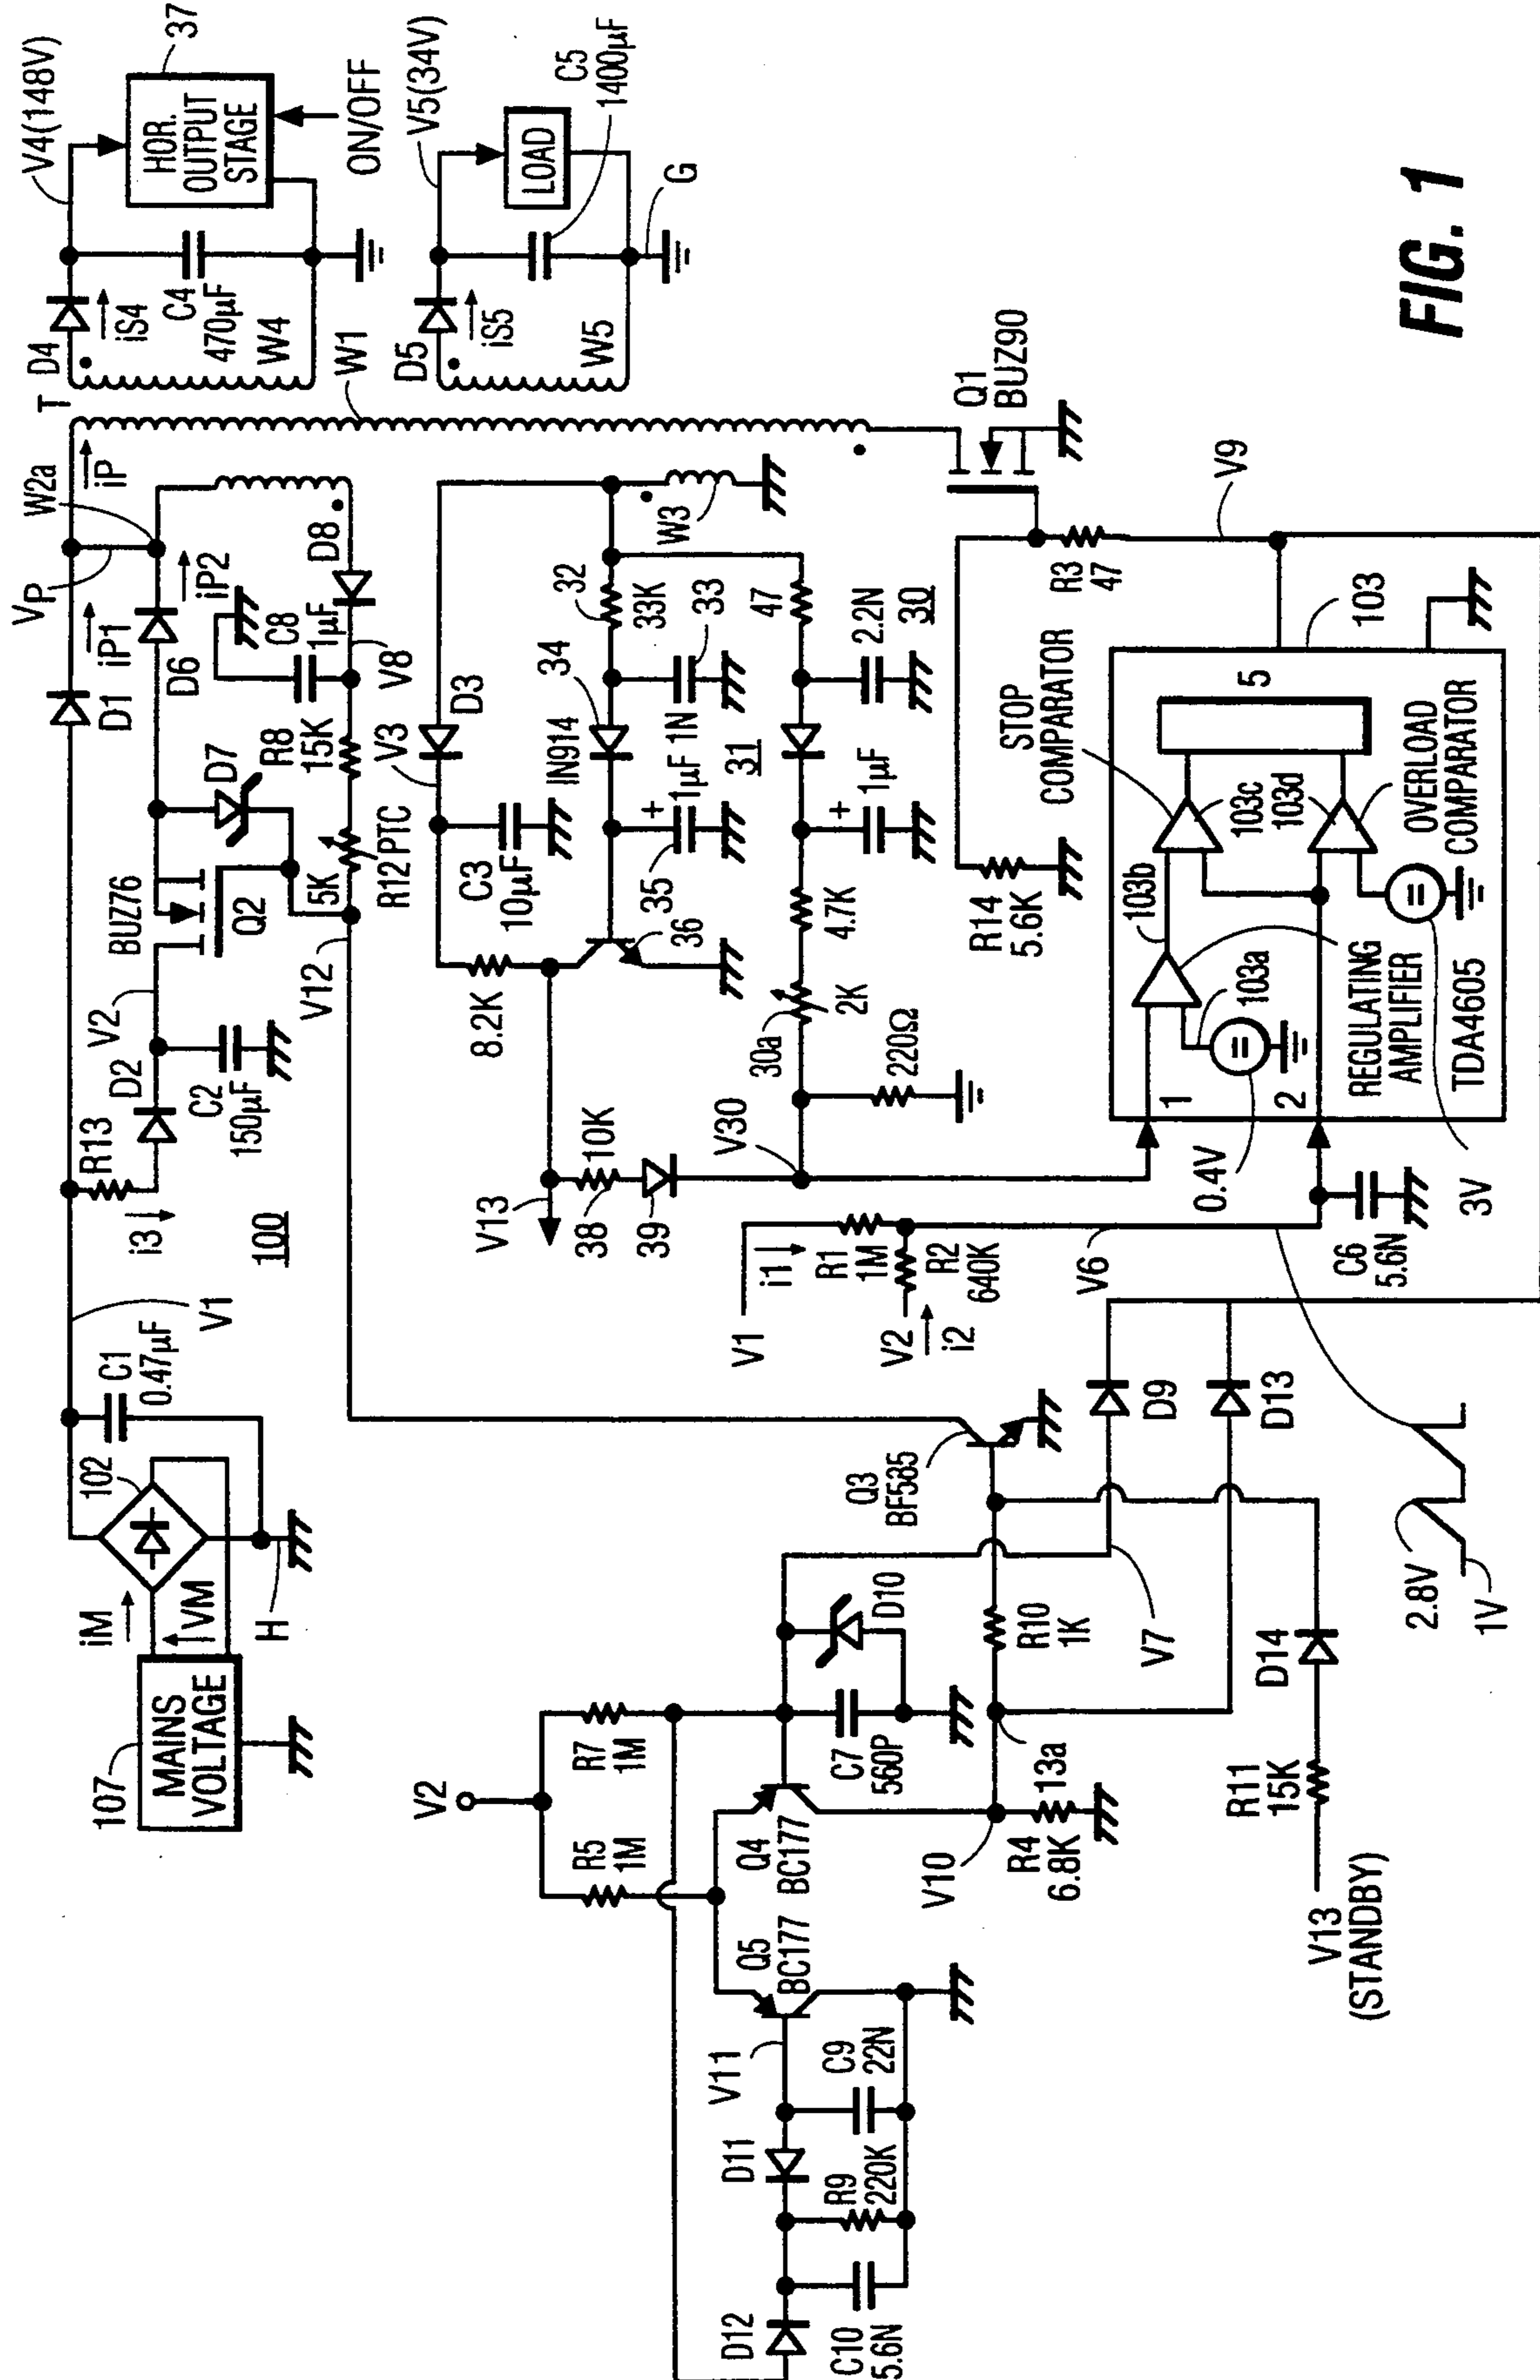 FIG. 1
107
MAINS
VOLTAGE
iM
VM
H
102
C1
0.47µF
V1
100
i3
R13
D2
V2
C2
150µF
BUZ76
Q2
D7
D1
iP1
D6
VP
iP2
W2a
iP
T
C8
1µF
D8
V8
R8
15K
5K
R12 PTC
V12
D4
iS4
C4
470µF
W4
V4(148V)
HOR.
OUTPUT
STAGE
37
ON/OFF
W1
D5
iS5
W5
V5(34V)
LOAD
C5
1400µF
G
Q1
BUZ90
D3
V3
C3
10µF
8.2K
W3
32
33K
33
34
IN914
1N
1µF
31
35
36
47
2.2N
30
1µF
4.7K
2K
30a
220Ω
V30
V13
10K
38
39
R14
5.6K
R3
47
V9
103
STOP
COMPARATOR
5
103c
103d
103b
103a
OVERLOAD
COMPARATOR
REGULATING
AMPLIFIER
TDA4605
1
2
0.4V
3V
V1
i1
R1
1M
V2
i2
R2
640K
V6
C6
5.6N
Q3
BF585
D9
D13
V7
2.8V
1V
V2
R5
1M
R7
1M
Q5
BC177
Q4
BC177
C7
560P
D10
R10
1K
13a
V10
R4
6.8K
D14
R11
15K
V13
(STANDBY)
V11
D11
C9
22N
R9
220K
D12
C10
5.6N